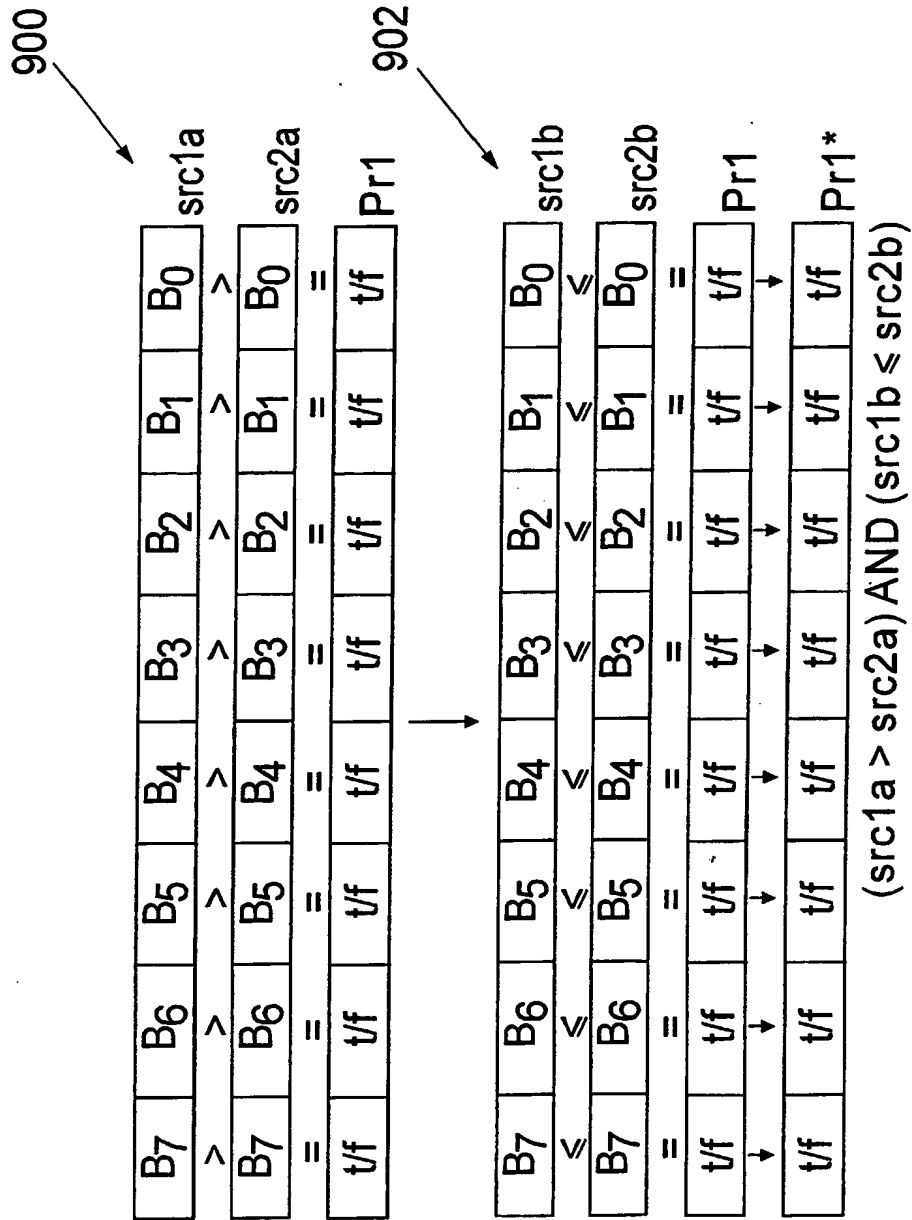 900
B7 B6 B5 B4 B3 B2 B1 B0 src1a
> > > > > > > >
B7 B6 B5 B4 B3 B2 B1 B0 src2a
= = = = = = = =
t/f t/f t/f t/f t/f t/f t/f t/f Pr1
902
B7 B6 B5 B4 B3 B2 B1 B0 src1b
⩽ ⩽ ⩽ ⩽ ⩽ ⩽ ⩽ ⩽
B7 B6 B5 B4 B3 B2 B1 B0 src2b
= = = = = = = =
t/f t/f t/f t/f t/f t/f t/f t/f Pr1
t/f t/f t/f t/f t/f t/f t/f t/f Pr1*
(src1a > src2a) AND (src1b ⩽ src2b)